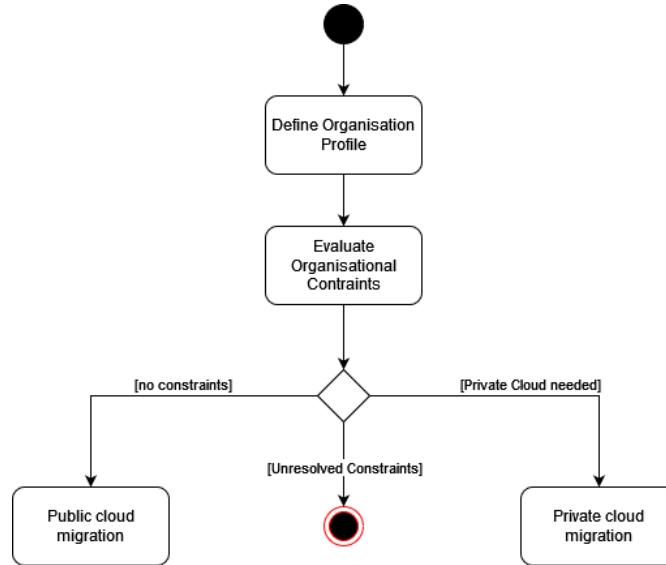 Define Organisation
Profile
Evaluate
Organisational
Contraints
[no constraints]
[Private Cloud needed]
[Unresolved Constraints]
Public cloud
migration
Private cloud
migration